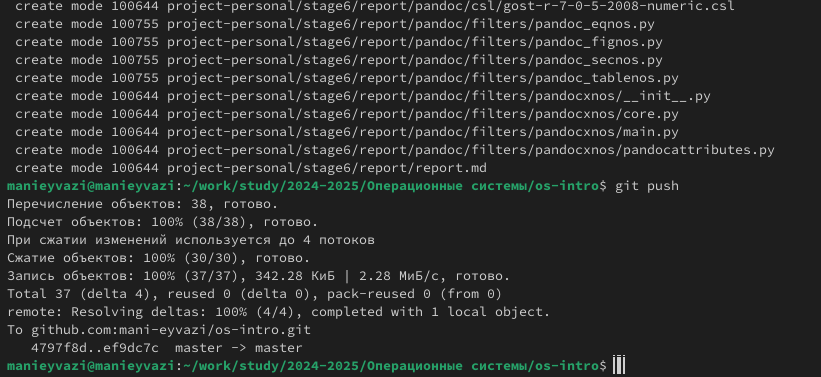 create mode 100644 project-personal/stage6/report/pandoc/csl/gost-r-7-0-5-2008-numeric.csl
create mode 100755 project-personal/stage6/report/pandoc/filters/pandoc_eqnos.py
create mode 100755 project-personal/stage6/report/pandoc/filters/pandoc_fignos.py
create mode 100755 project-personal/stage6/report/pandoc/filters/pandoc_secnos.py
create mode 100755 project-personal/stage6/report/pandoc/filters/pandoc_tablenos.py
create mode 100644 project-personal/stage6/report/pandoc/filters/pandocxnos/__init__.py
create mode 100644 project-personal/stage6/report/pandoc/filters/pandocxnos/core.py
create mode 100644 project-personal/stage6/report/pandoc/filters/pandocxnos/main.py
create mode 100644 project-personal/stage6/report/pandoc/filters/pandocxnos/pandocattributes.py
create mode 100644 project-personal/stage6/report/report.md
manieyvazi@manieyvazi:~/work/study/2024-2025/Операционные системы/os-intro$ git push
Перечисление объектов: 38, готово.
Подсчет объектов: 100% (38/38), готово.
При сжатии изменений используется до 4 потоков
Сжатие объектов: 100% (30/30), готово.
Запись объектов: 100% (37/37), 342.28 КиБ | 2.28 МиБ/с, готово.
Total 37 (delta 4), reused 0 (delta 0), pack-reused 0 (from 0)
remote: Resolving deltas: 100% (4/4), completed with 1 local object.
To github.com:mani-eyvazi/os-intro.git
4797f8d..ef9dc7c  master -> master
manieyvazi@manieyvazi:~/work/study/2024-2025/Операционные системы/os-intro$